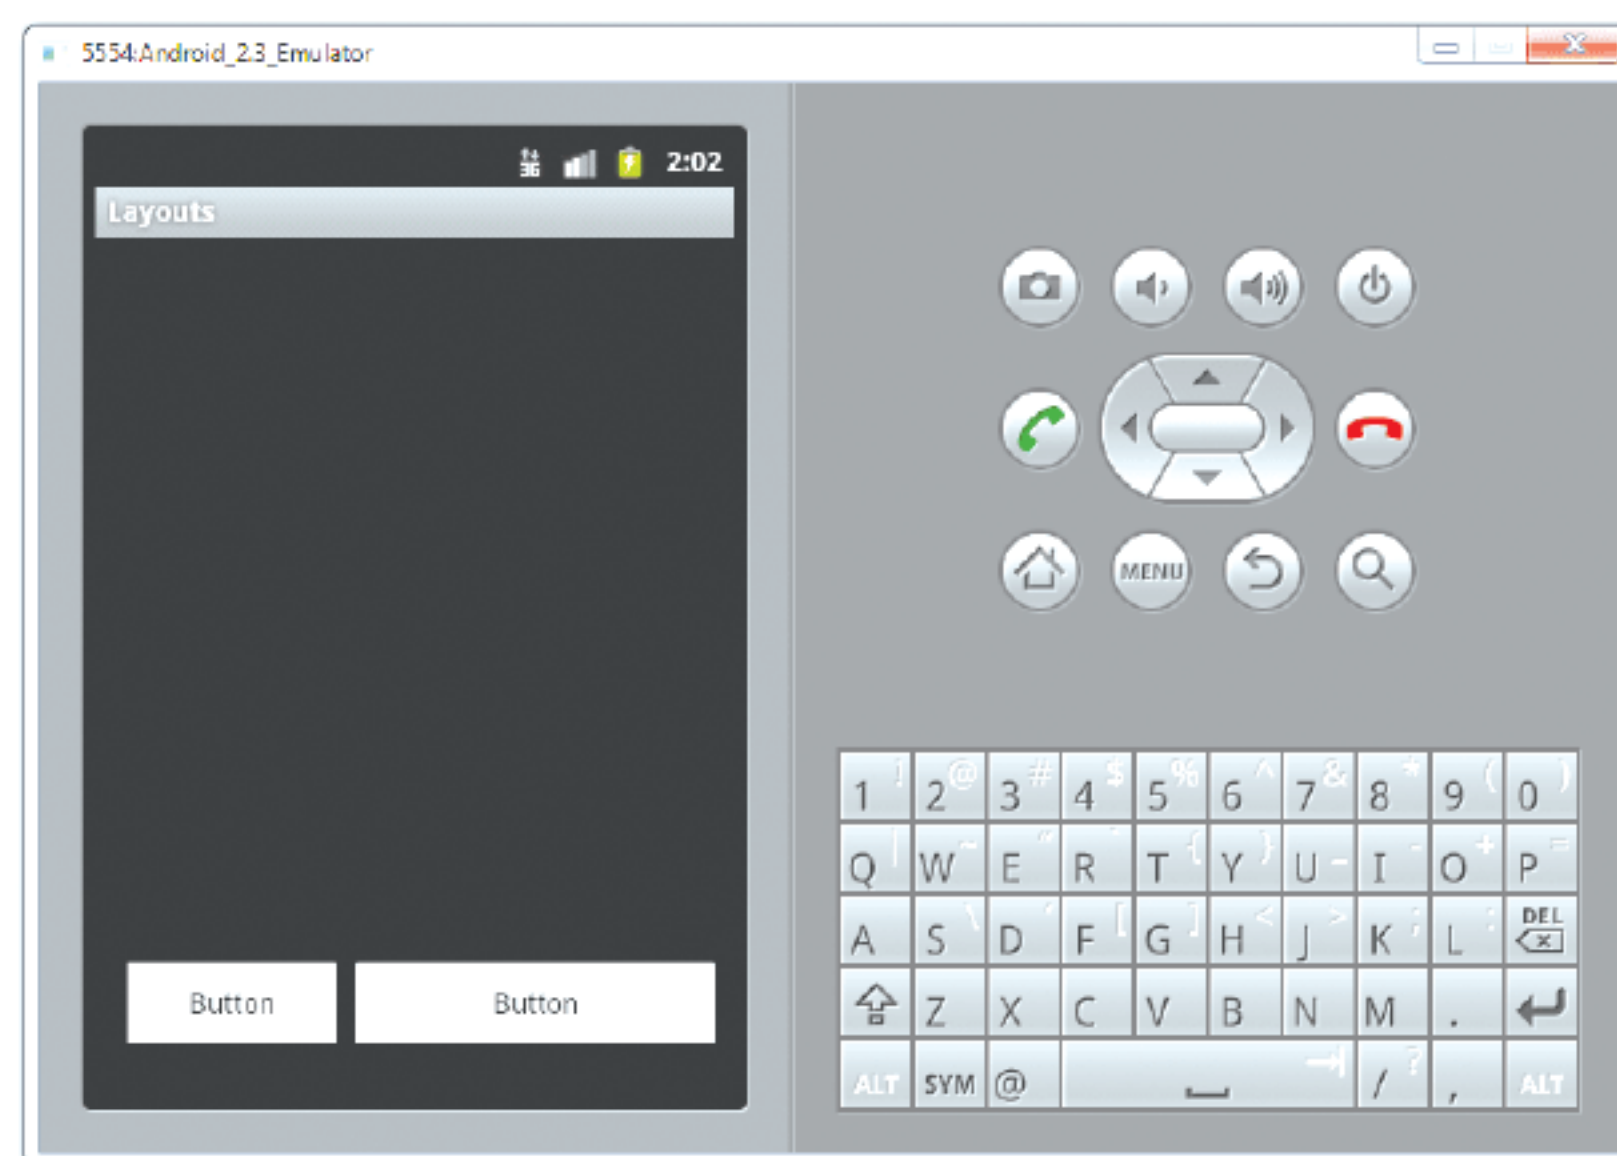 5554:Android_2.3_Emulator
3G 2:02
Layouts
Button Button
MENU
1 ! 2 @ 3 # 4 $ 5 % 6 ^ 7 & 8 * 9 ( 0 )
Q | W ~ E " R ` T { Y } U _ I - O + P =
A S \ D ' F [ G ] H < J > K ; L : DEL
Z X C V B N M .
ALT SYM @ / ? , ALT